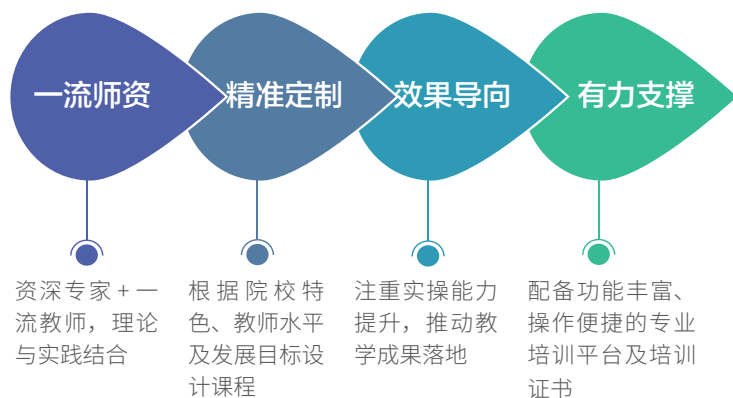 一流师资
精准定制
效果导向
有力支撑
资深专家+一
流教师，理论
与实践结合
根据院校特
色、教师水平
及发展目标设
计课程
注重实操能力
提升，推动教
学成果落地
配备功能丰富、
操作便捷的专业
培训平台及培训
证书